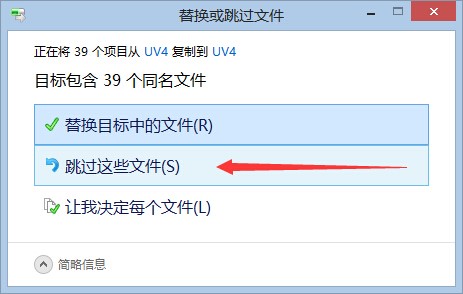 替换或跳过文件
正在将 39 个项目从 UV4 复制到 UV4
目标包含 39 个同名文件
替换目标中的文件(R)
跳过这些文件(S)
让我决定每个文件(L)
简略信息